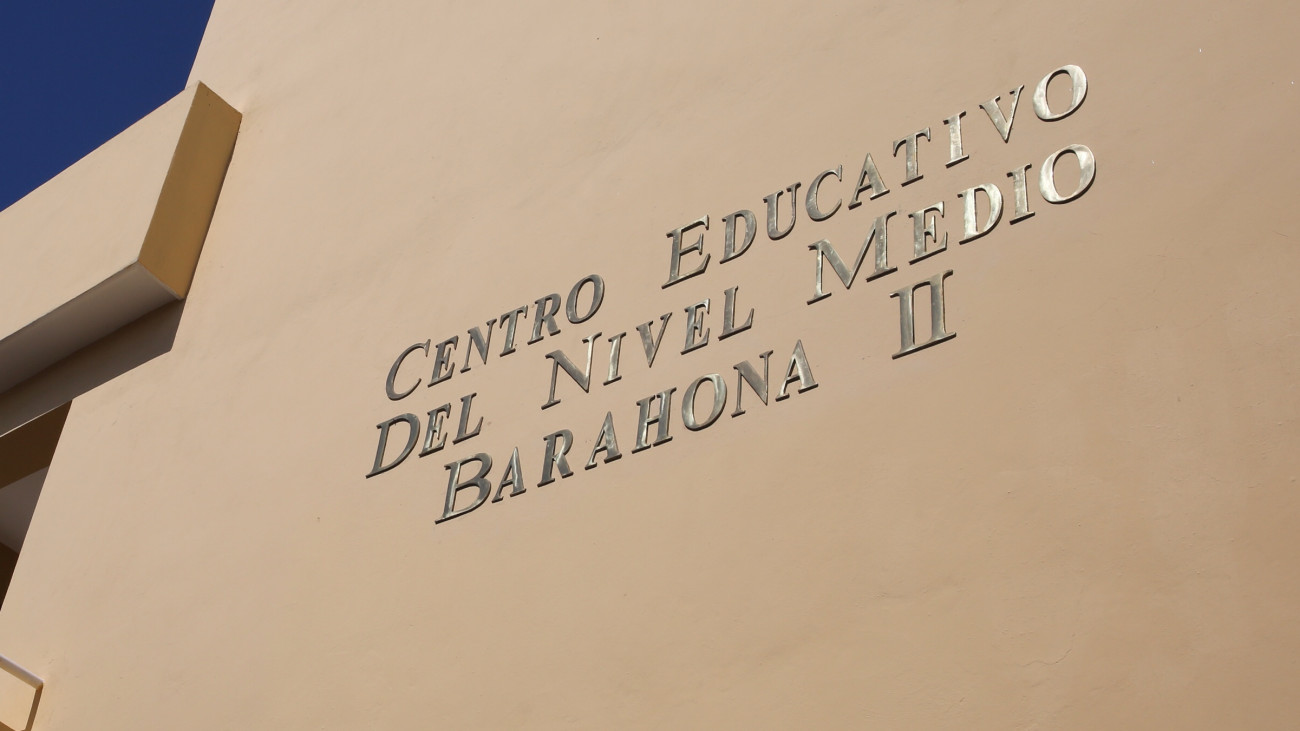 CENTRO EDUCATIVO
DEL NIVEL MEDIO
BARAHONA II